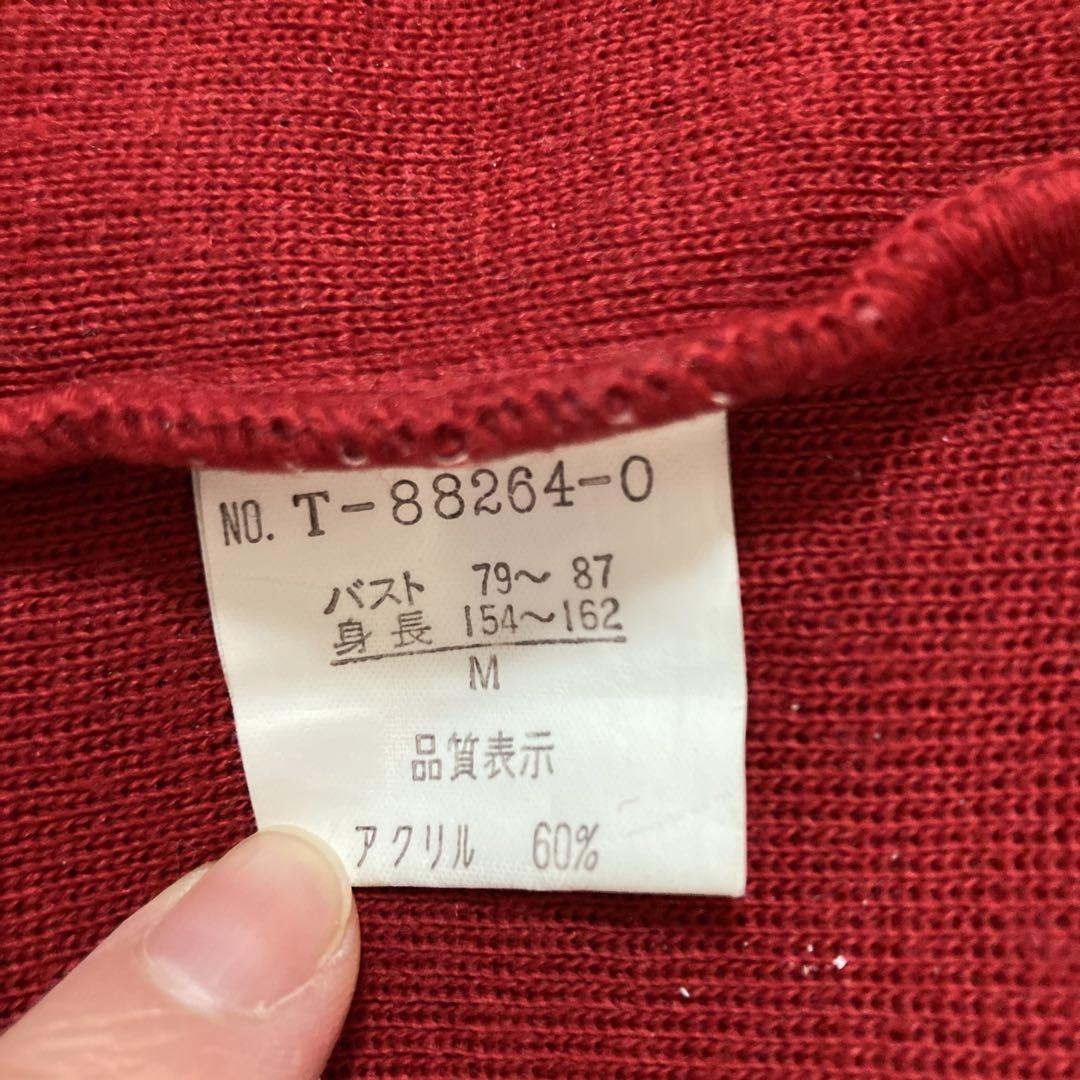 NO. T-88264-0
バスト 79〜87
身長 154〜162
M
品質表示
アクリル 60%